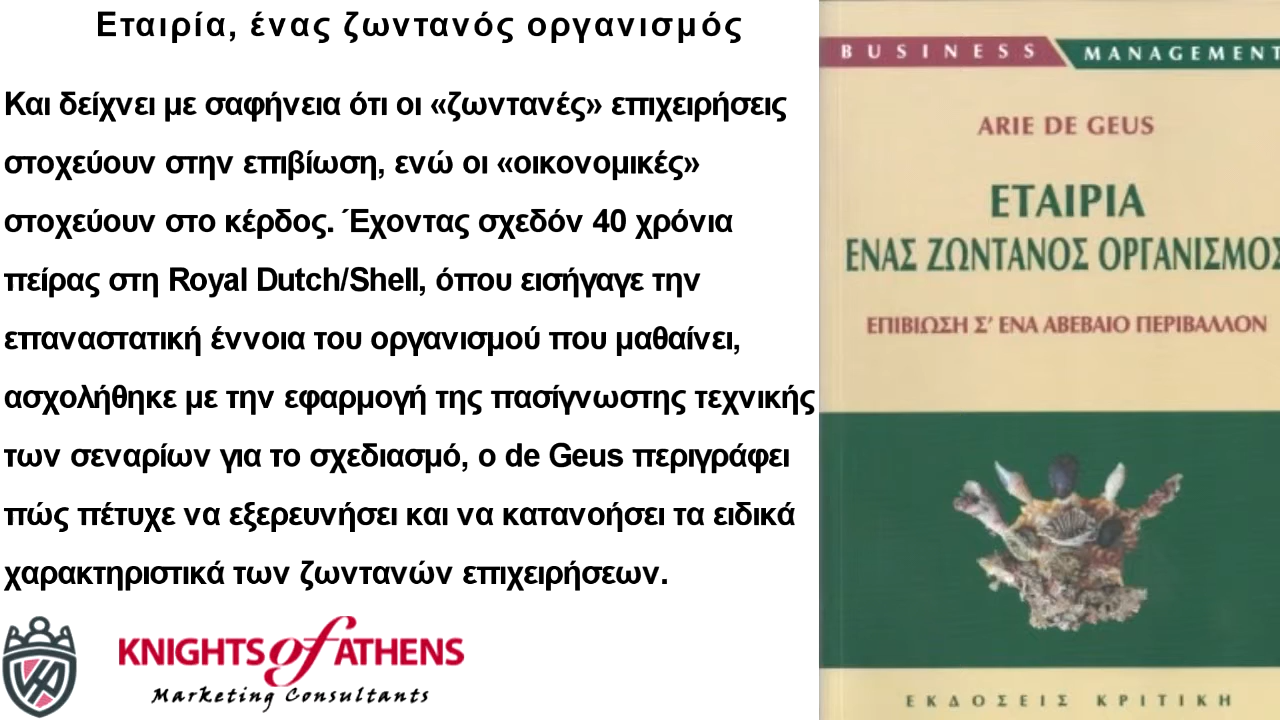 Εταιρία, ένας ζωντανός οργανισμός
Και δείχνει με σαφήνεια ότι οι «ζωντανές» επιχειρήσεις
στοχεύουν στην επιβίωση, ενώ οι «οικονομικές»
στοχεύουν στο κέρδος. Έχοντας σχεδόν 40 χρόνια
πείρας στη Royal Dutch/Shell, όπου εισήγαγε την
επαναστατική έννοια του οργανισμού που μαθαίνει,
ασχολήθηκε με την εφαρμογή της πασίγνωστης τεχνικής
των σεναρίων για το σχεδιασμό, ο de Geus περιγράφει
πώς πέτυχε να εξερευνήσει και να κατανοήσει τα ειδικά
χαρακτηριστικά των ζωντανών επιχειρήσεων.
KNIGHTS of ATHENS
Marketing Consultants
BUSINESS MANAGEMENT
ARIE DE GEUS
ΕΤΑΙΡΙΑ
ΕΝΑΣ ΖΩΝΤΑΝΟΣ ΟΡΓΑΝΙΣΜΟΣ
ΕΠΙΒΙΩΣΗ Σ’ ΕΝΑ ΑΒΕΒΑΙΟ ΠΕΡΙΒΑΛΛΟΝ
ΕΚΔΟΣΕΙΣ ΚΡΙΤΙΚΗ